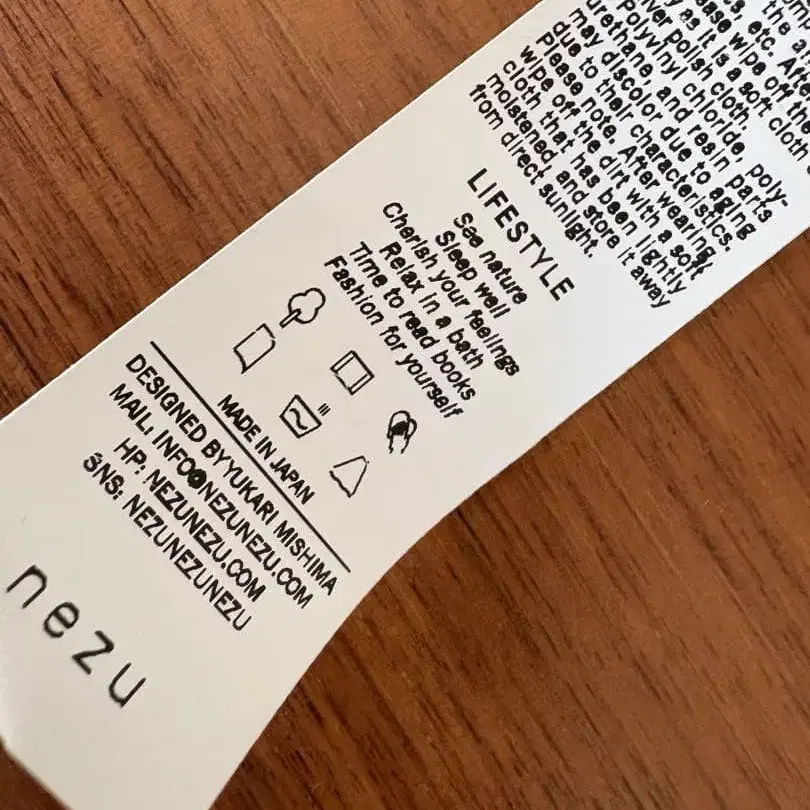 this an
etc. After
ease wipe off the
y as it is a soft cloth
ver polish cloth.
Polyvinyl chloride, poly-
urethane, and resin parts
may discolor due to aging
due to their characteristics.
Please note. After wearing,
wipe off the dirt with a soft
cloth that has been lightly
moistened and store it away
from direct sunlight.
LIFESTYLE
See nature
Sleep well
Cherish your feelings
Relax in a bath
Time to read books
Fashion for yourself
MADE IN JAPAN
DESIGNED BY YUKARI MISHIMA
MAIL: INFO@NEZUNEZU.COM
HP: NEZUNEZU.COM
SNS: NEZUNEZUNEZU
nezu